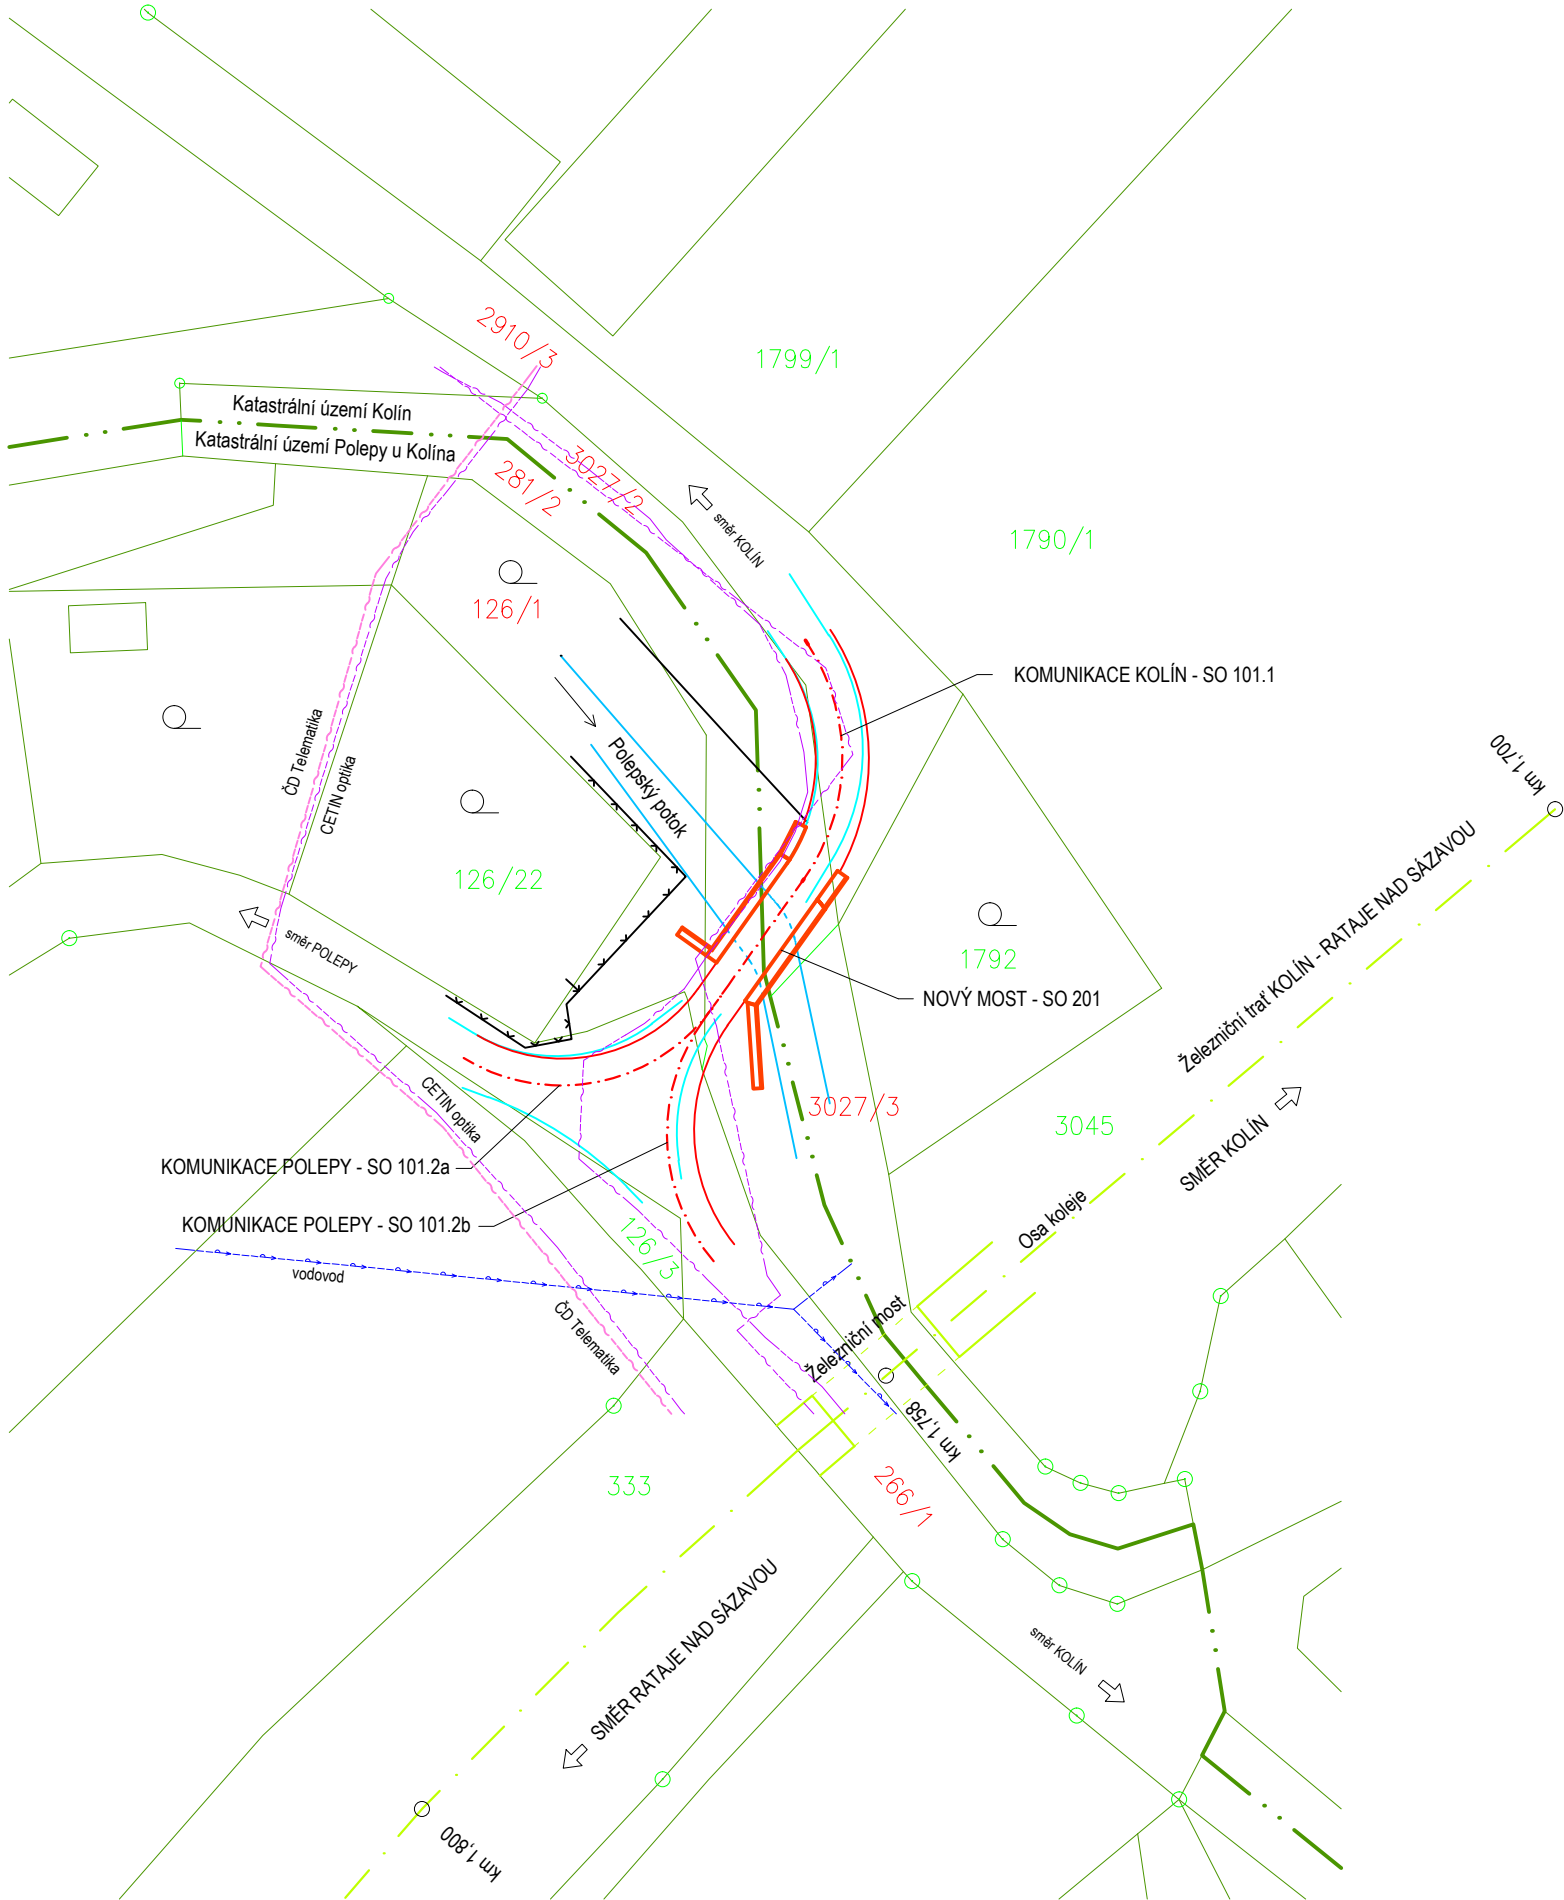 2910/3
1799/1
Katastrální území Kolín
Katastrální území Polepy u Kolína
3027/2
281/2
směr KOLÍN
1790/1
126/1
KOMUNIKACE KOLÍN - SO 101.1
km 1,700
ČD Telematika
CETIN optika
Polepský potok
126/22
směr POLEPY
1792
NOVÝ MOST - SO 201
Železniční trať KOLÍN - RATAJE NAD SÁZAVOU
CETIN optika
3027/3
3045
SMĚR KOLÍN
KOMUNIKACE POLEPY - SO 101.2a
KOMUNIKACE POLEPY - SO 101.2b
126/3
Osa koleje
vodovod
ČD Telematika
Železniční most
km 1,758
333
266/1
SMĚR RATAJE NAD SÁZAVOU
směr KOLÍN
km 1,800